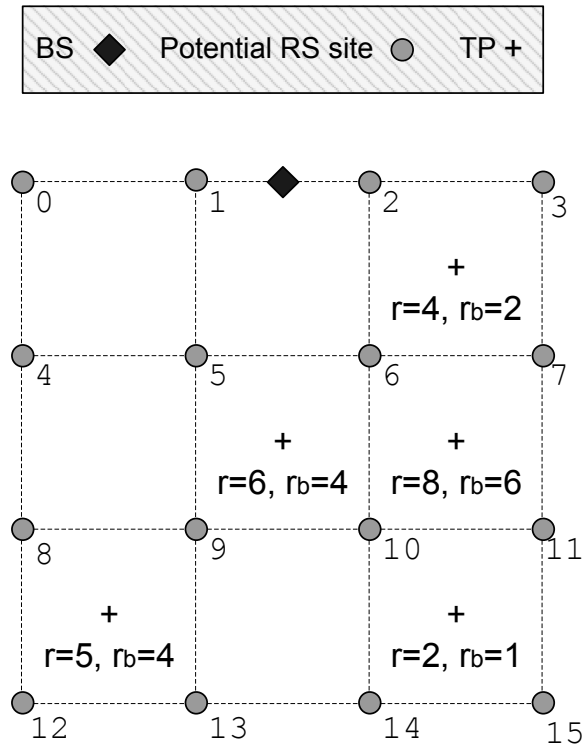 BS Potential RS site TP +
0 1 2 3
+
r=4, rb=2
4 5 6 7
+ +
r=6, rb=4 r=8, rb=6
8 9 10 11
+ +
r=5, rb=4 r=2, rb=1
12 13 14 15